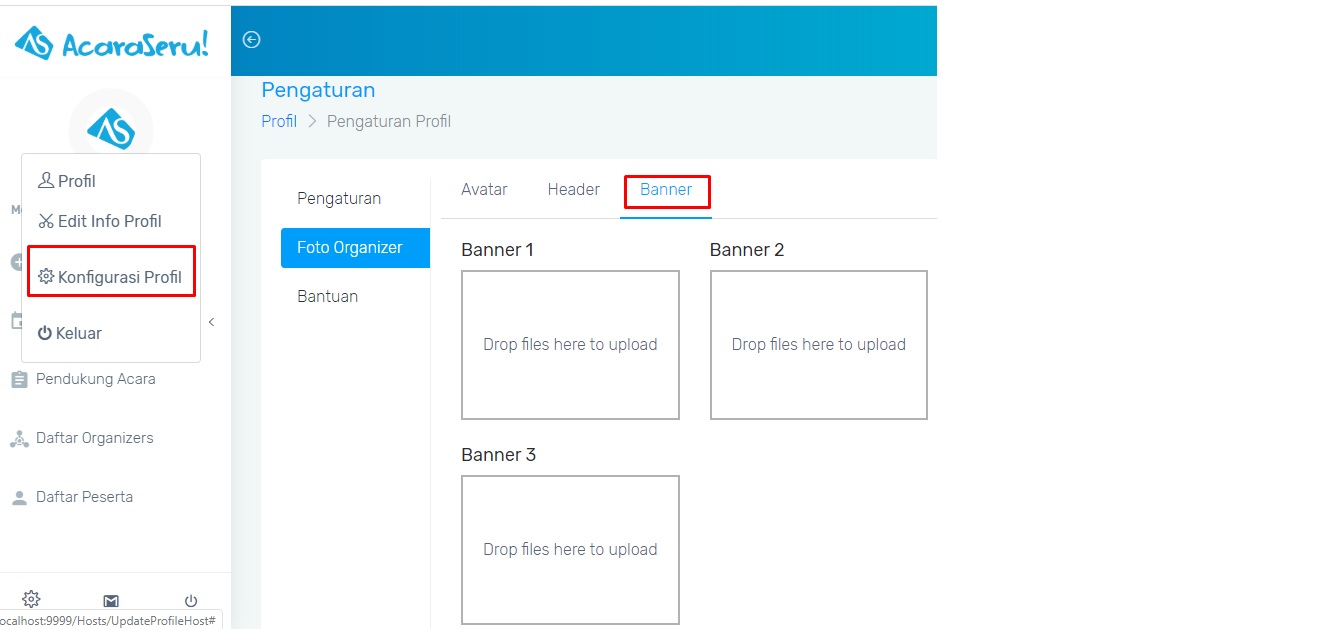 AcaraSeru!
Pengaturan
Profil > Pengaturan Profil
Profil
Edit Info Profil
Konfigurasi Profil
Keluar
Pendukung Acara
Daftar Organizers
Daftar Peserta
ocalhost:9999/Hosts/UpdateProfileHost#
Pengaturan
Foto Organizer
Bantuan
Avatar Header Banner
Banner 1 Banner 2
Drop files here to upload Drop files here to upload
Banner 3
Drop files here to upload